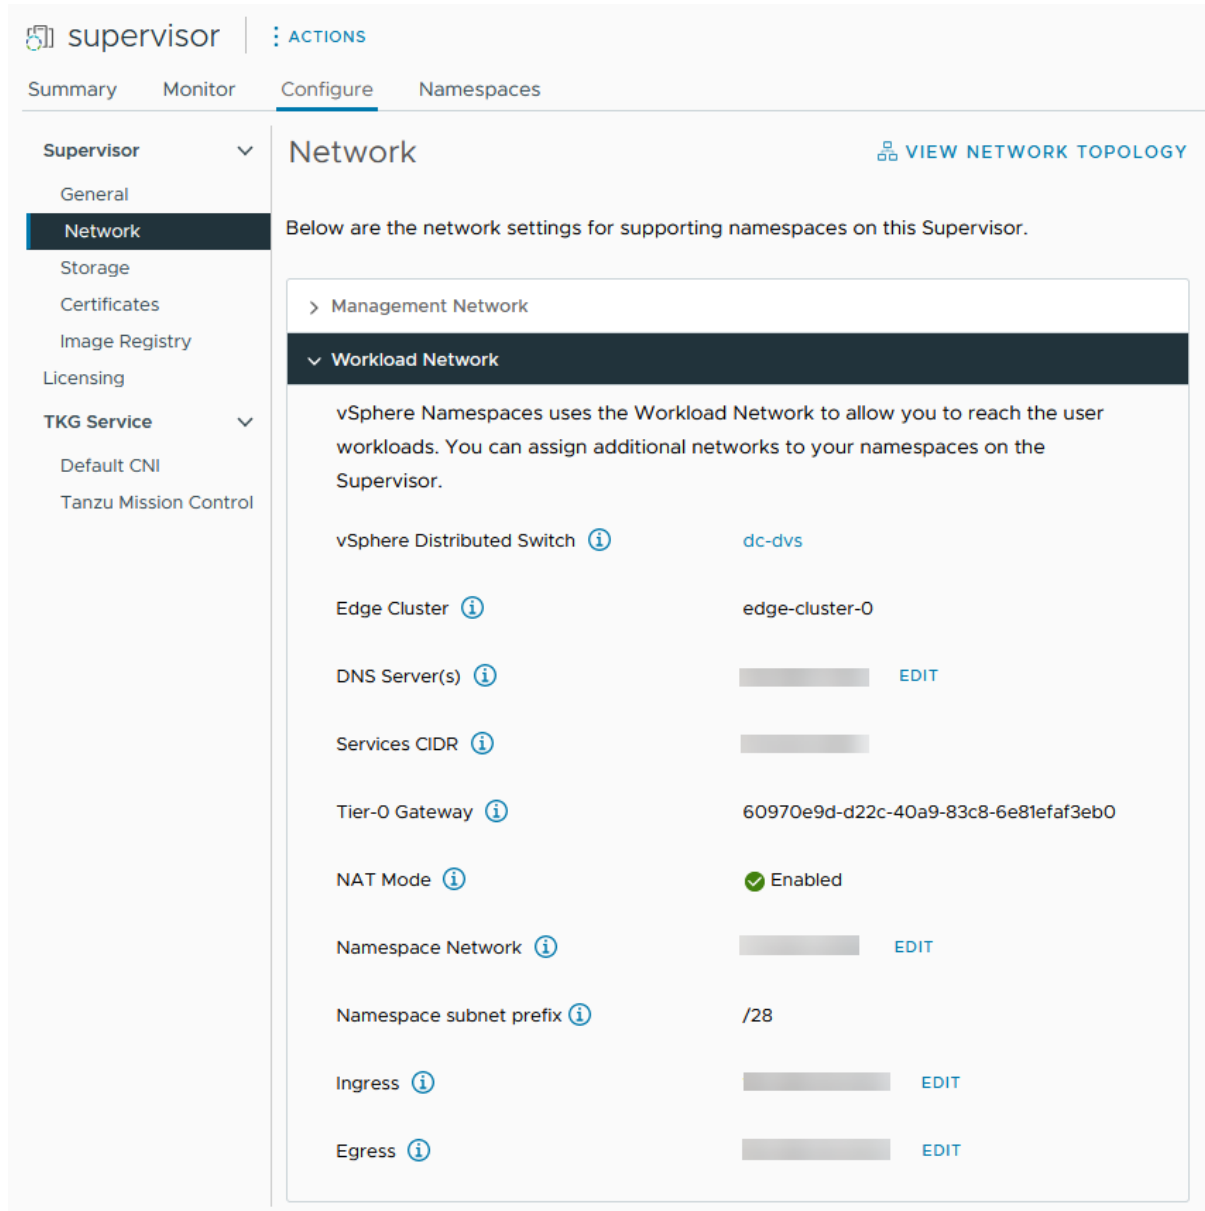 supervisor
ACTIONS
Summary Monitor Configure Namespaces
Supervisor
General
Network
Storage
Certificates
Image Registry
Licensing
TKG Service
Default CNI
Tanzu Mission Control
Network
VIEW NETWORK TOPOLOGY
Below are the network settings for supporting namespaces on this Supervisor.
Management Network
Workload Network
vSphere Namespaces uses the Workload Network to allow you to reach the user
workloads. You can assign additional networks to your namespaces on the
Supervisor.
vSphere Distributed Switch dc-dvs
Edge Cluster edge-cluster-0
DNS Server(s) EDIT
Services CIDR
Tier-0 Gateway 60970e9d-d22c-40a9-83c8-6e81efaf3eb0
NAT Mode Enabled
Namespace Network EDIT
Namespace subnet prefix /28
Ingress EDIT
Egress EDIT